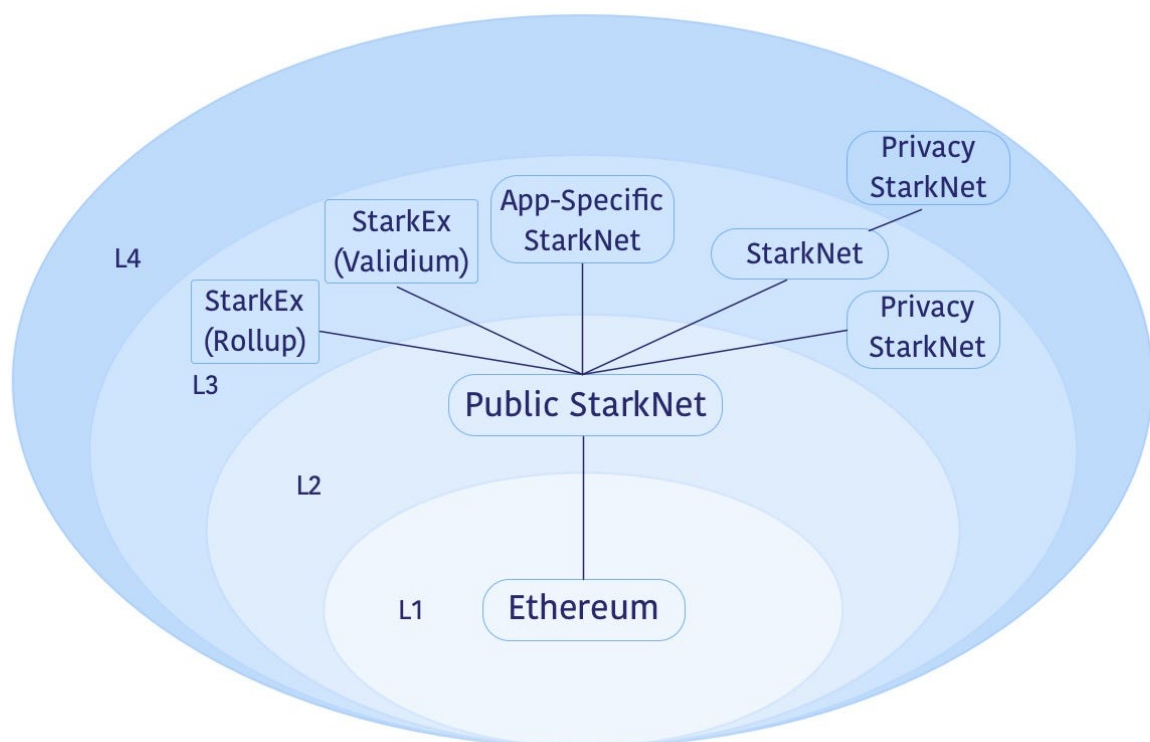 Privacy
StarkNet
App-Specific
StarkNet
StarkEx
(Validium)
StarkNet
L4
StarkEx
(Rollup)
Privacy
StarkNet
L3
Public StarkNet
L2
L1
Ethereum